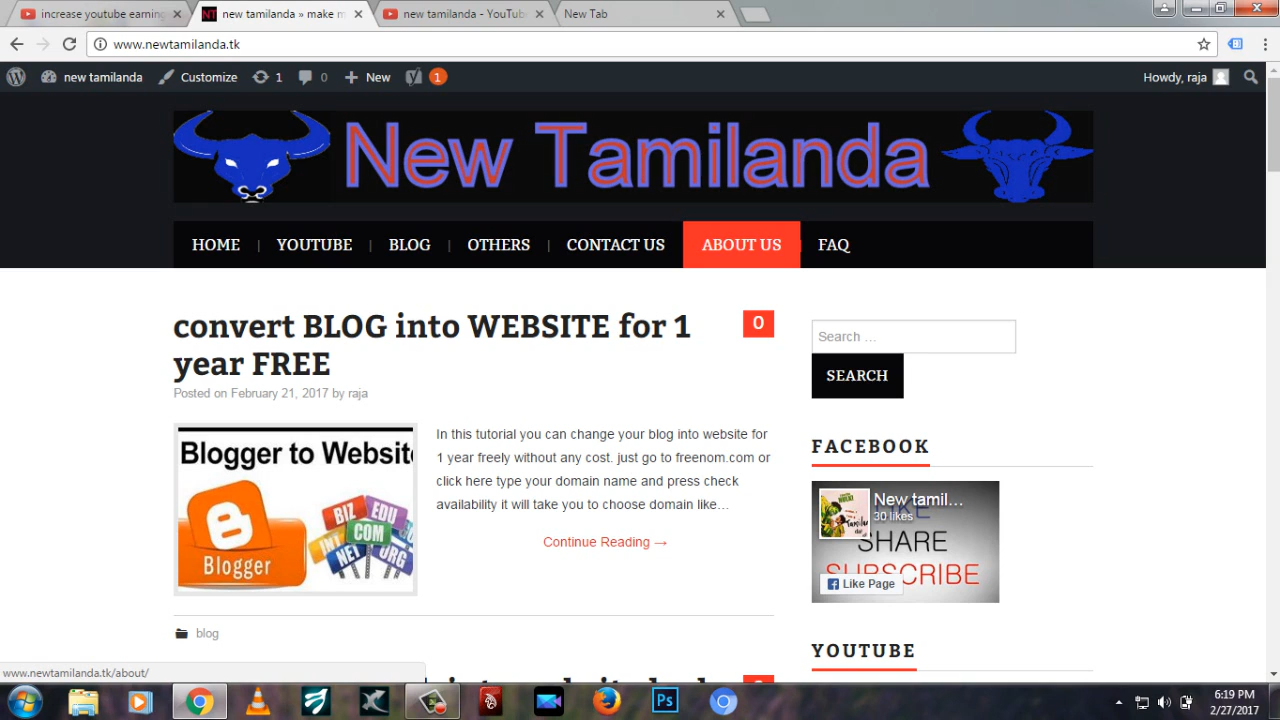 increase youtube earning
new tamilanda » make m
new tamilanda - YouTub
New Tab
www.newtamilanda.tk
new tamilanda Customize 1 0 New 1 Howdy, raja
New Tamilanda
HOME YOUTUBE BLOG OTHERS CONTACT US ABOUT US FAQ
convert BLOG into WEBSITE for 1
year FREE
0
Posted on February 21, 2017 by raja
Blogger to Websit
BIZ EDU
COM
NET ORG
Blogger
In this tutorial you can change your blog into website for
1 year freely without any cost. just go to freenom.com or
click here type your domain name and press check
availability it will take you to choose domain like…
Continue Reading →
blog
Search …
SEARCH
FACEBOOK
New tamil...
30 likes
LIKE
SHARE
SUBSCRIBE
Like Page
YOUTUBE
www.newtamilanda.tk/about/
Ps
6:19 PM
2/27/2017